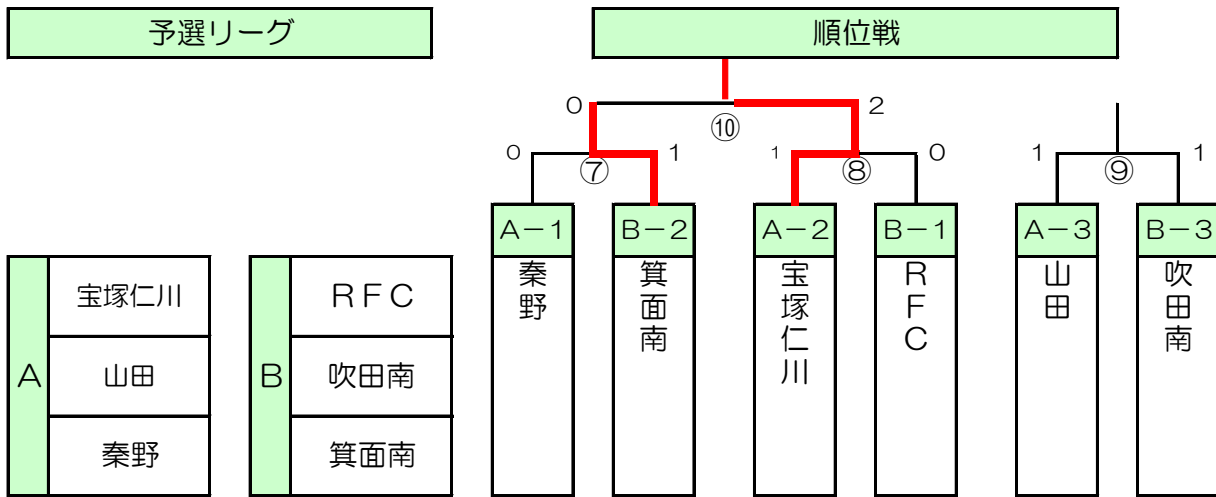 予選リーグ
順位戦
0 2
⑩
0 1 1 0 1 1
⑦ ⑧ ⑨
A-1 B-2 A-2 B-1 A-3 B-3
秦野
箕面南
宝塚仁川
RFC
山田
吹田南
A
宝塚仁川
山田
秦野
B
RFC
吹田南
箕面南